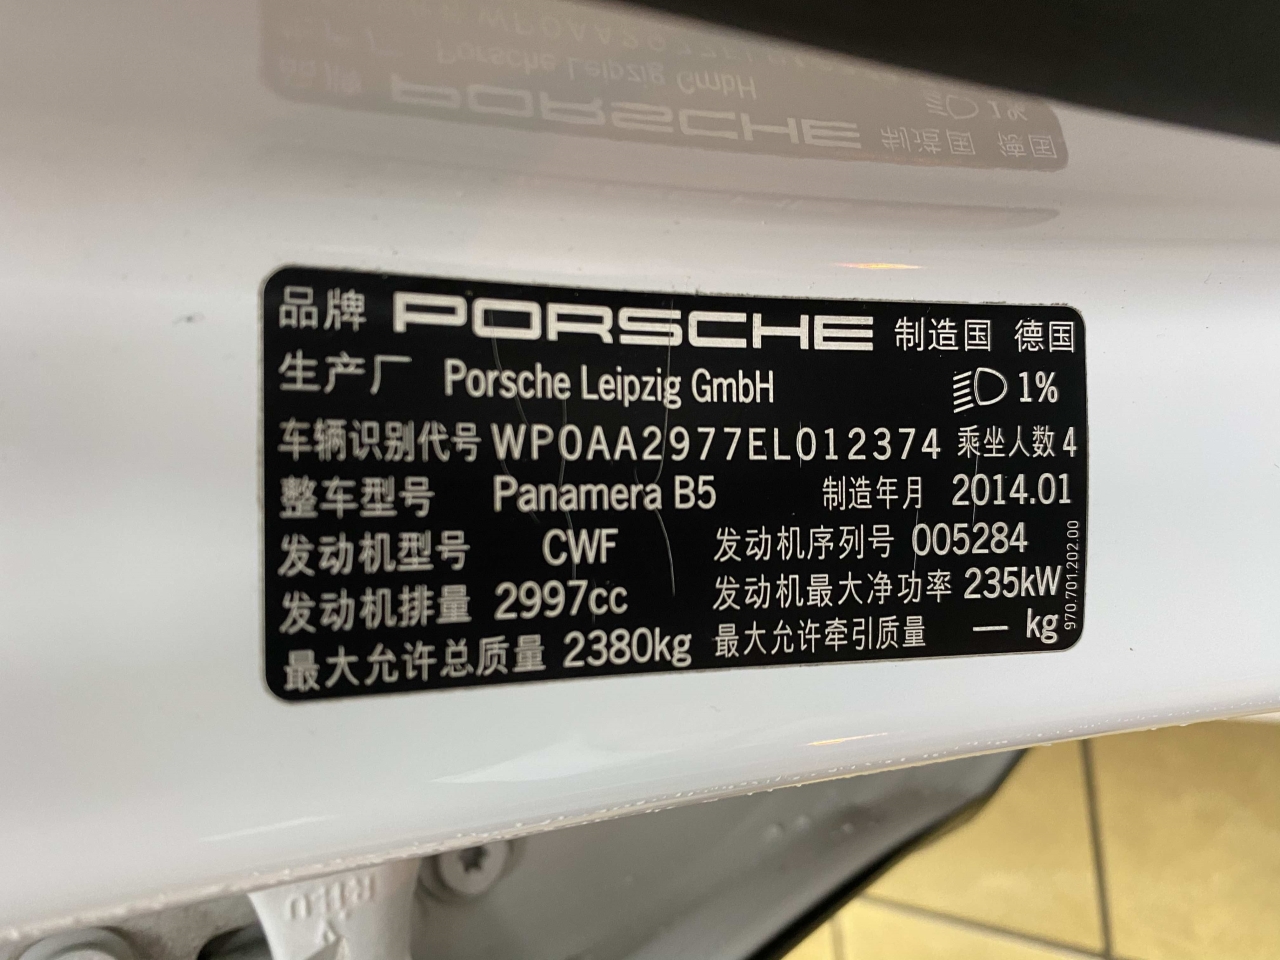 品牌 PORSCHE 制造国 德国
生产厂 Porsche Leipzig GmbH 1%
车辆识别代号 WP0AA2977EL012374 乘坐人数 4
整车型号 Panamera B5 制造年月 2014.01
发动机型号 CWF 发动机序列号 005284
发动机排量 2997cc 发动机最大净功率 235kW
最大允许总质量 2380kg 最大允许牵引质量 — kg
970.701.202.00